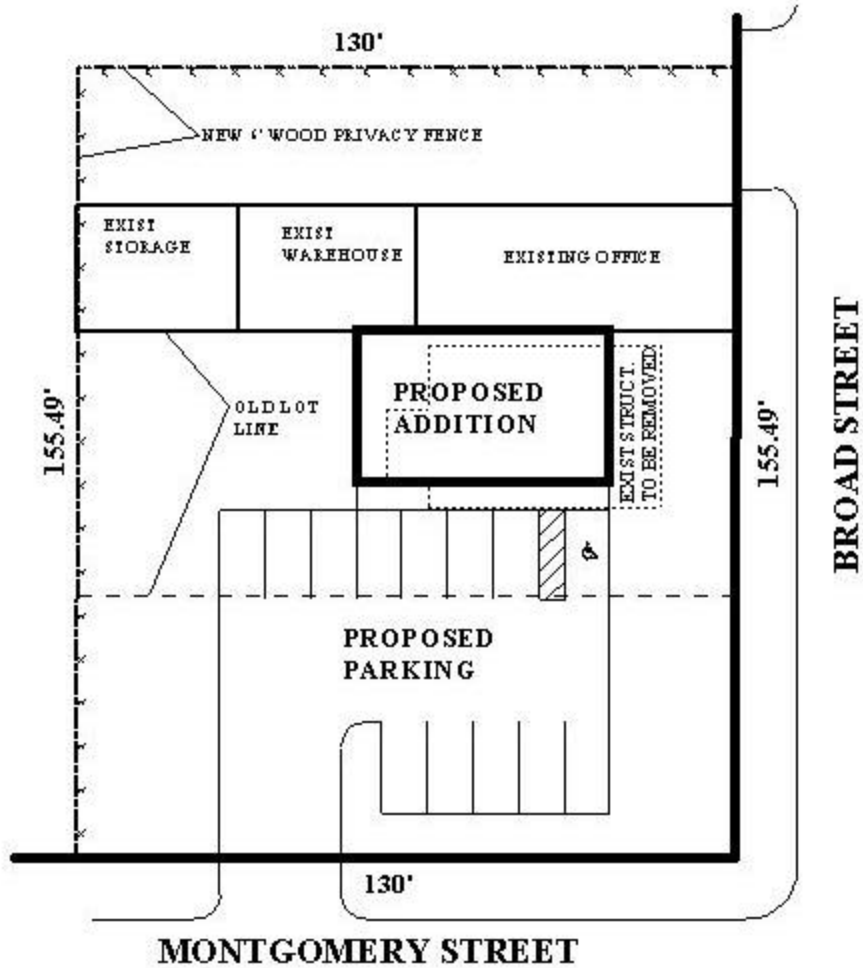 130'
NEW 6' WOOD PRIVACY FENCE
EXIST
STORAGE
EXIST
WAREHOUSE
EXISTING OFFICE
PROPOSED
ADDITION
EXIST STRUCT.
TO BE REMOVED
OLD LOT
LINE
155.49'
155.49'
BROAD STREET
PROPOSED
PARKING
130'
MONTGOMERY STREET